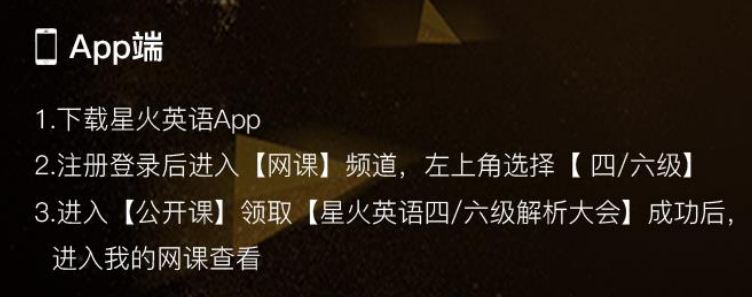 App端
1.下载星火英语App
2.注册登录后进入【网课】频道，左上角选择【 四/六级】
3.进入【公开课】领取【星火英语四/六级解析大会】成功后，
进入我的网课查看